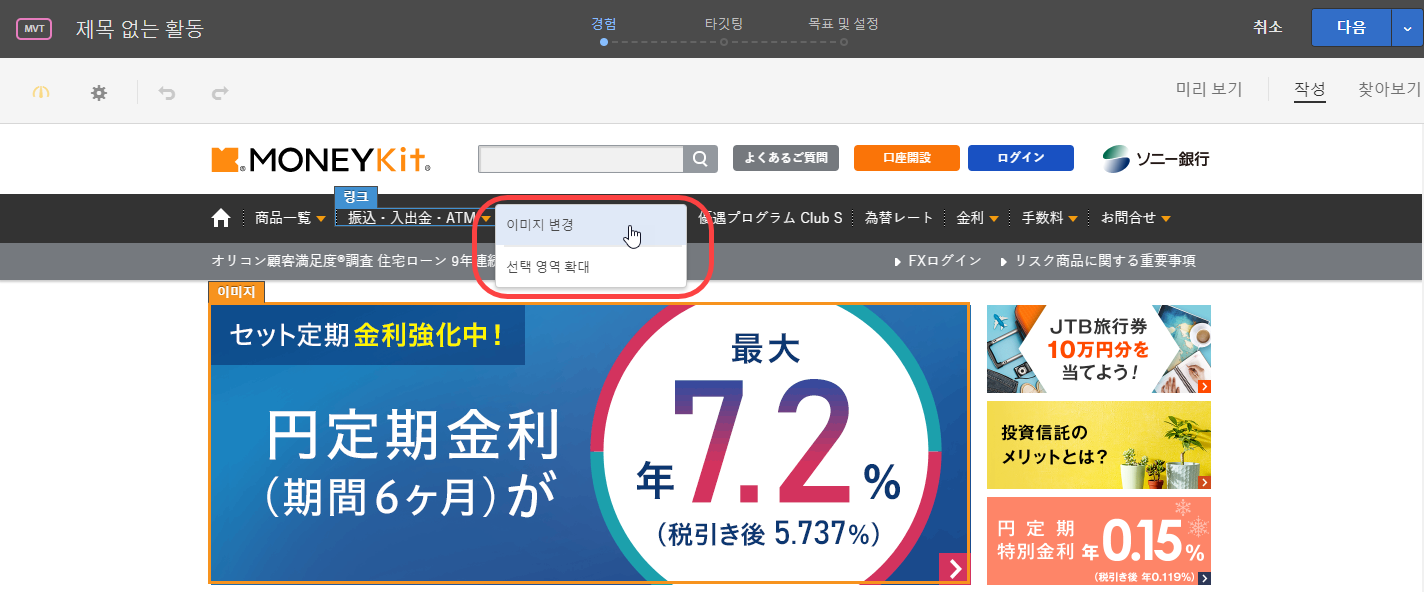 MVT 제목 없는 활동 경험 타깃팅 목표 및 설정 취소 다음
미리 보기 작성 찾아보기
MONEYKit よくあるご質問 口座開設 ログイン ソニー銀行
링크
商品一覧 振込・入出金・ATM 優遇プログラム Club S 為替レート 金利 手数料 お問合せ
이미지 변경
선택 영역 확대
オリコン顧客満足度®調査 住宅ローン 9年連続 FXログイン リスク商品に関する重要事項
이미지
セット定期金利強化中!
円定期金利
(期間6ヶ月)が
最大
年7.2%
(税引き後 5.737%)
JTB旅行券
10万円分を
当てよう!
投資信託の
メリットとは?
円定期
特別金利 年0.15%
(税引き後 年0.119%)